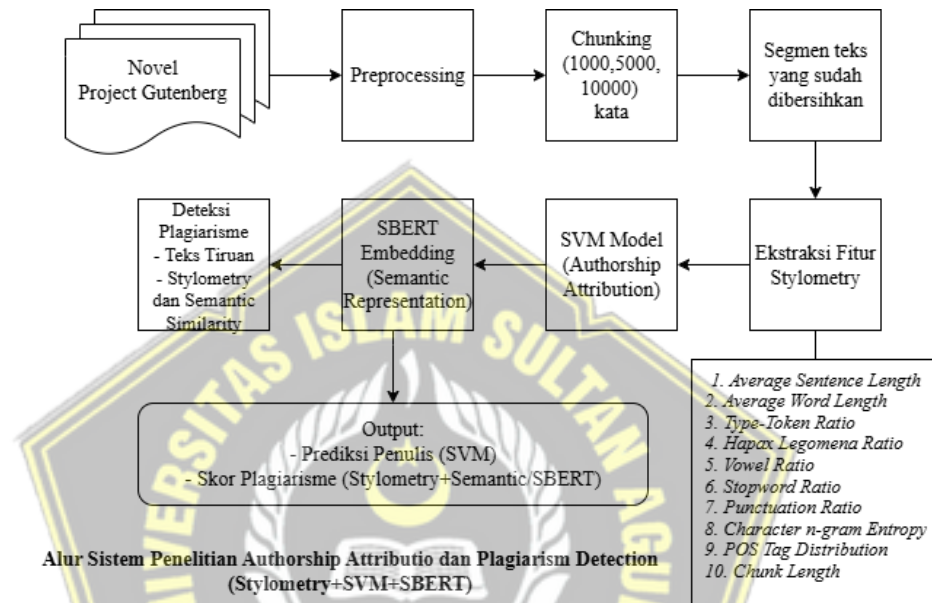 Novel
Project Gutenberg
Preprocessing
Chunking
(1000,5000,
10000)
kata
Segmen teks
yang sudah
dibersihkan
Deteksi
Plagiarisme
- Teks Tiruan
- Stylometry
dan Semantic
Similarity
SBERT
Embedding
(Semantic
Representation)
SVM Model
(Authorship
Attribution)
Ekstraksi Fitur
Stylometry
1. Average Sentence Length
2. Average Word Length
3. Type-Token Ratio
4. Hapax Legomena Ratio
5. Vowel Ratio
6. Stopword Ratio
7. Punctuation Ratio
8. Character n-gram Entropy
9. POS Tag Distribution
10. Chunk Length
Output:
- Prediksi Penulis (SVM)
- Skor Plagiarisme (Stylometry+Semantic/SBERT)
Alur Sistem Penelitian Authorship Attributio dan Plagiarism Detection
(Stylometry+SVM+SBERT)
UNIVERSITAS ISLAM SULTAN AGUNG